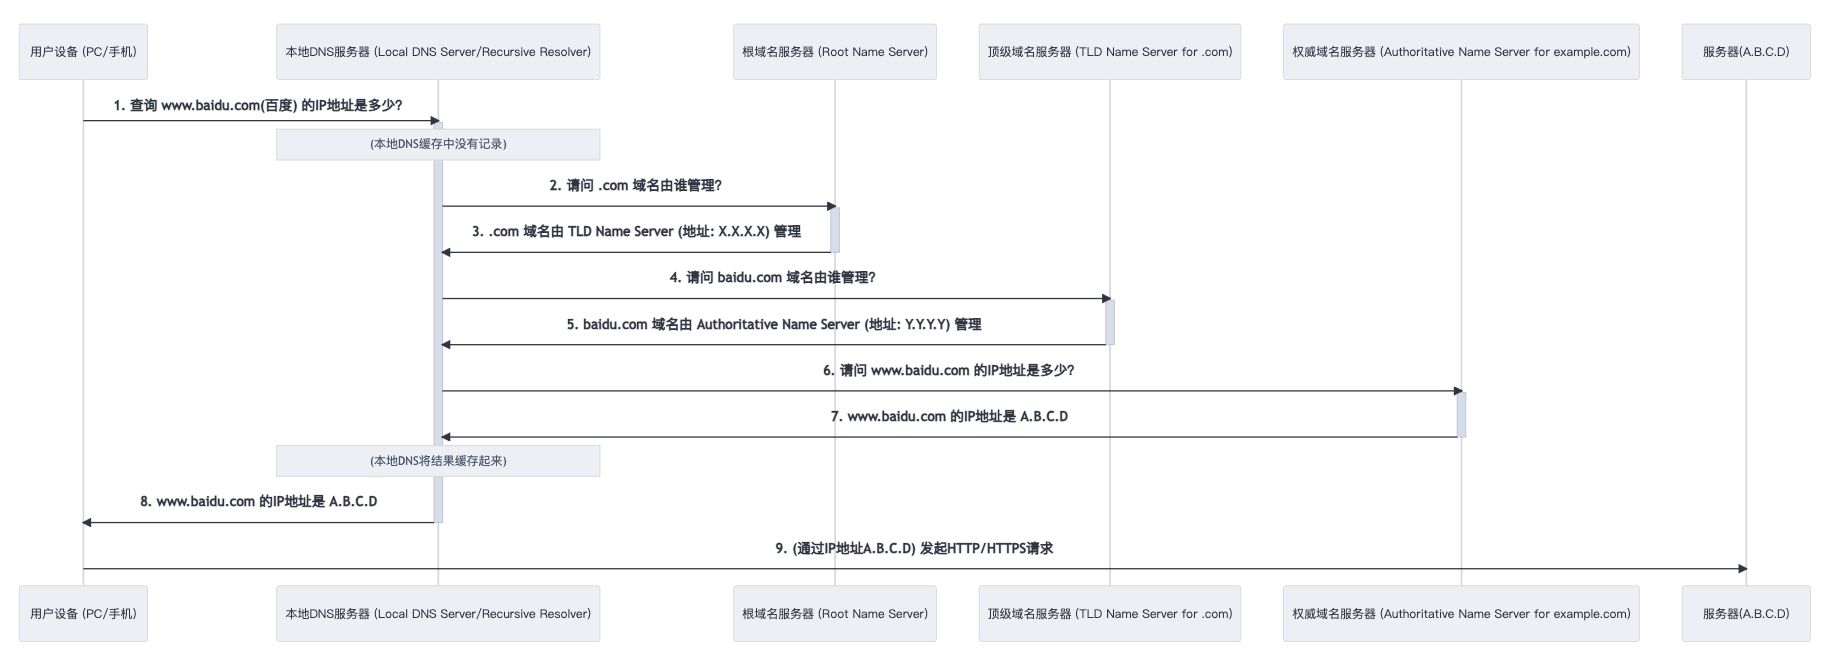 用户设备 (PC/手机)
本地DNS服务器 (Local DNS Server/Recursive Resolver)
根域名服务器 (Root Name Server)
顶级域名服务器 (TLD Name Server for .com)
权威域名服务器 (Authoritative Name Server for example.com)
服务器(A.B.C.D)
1. 查询 www.baidu.com(百度) 的IP地址是多少?
(本地DNS缓存中没有记录)
2. 请问 .com 域名由谁管理?
3. .com 域名由 TLD Name Server (地址: X.X.X.X) 管理
4. 请问 baidu.com 域名由谁管理?
5. baidu.com 域名由 Authoritative Name Server (地址: Y.Y.Y.Y) 管理
6. 请问 www.baidu.com 的IP地址是多少?
7. www.baidu.com 的IP地址是 A.B.C.D
(本地DNS将结果缓存起来)
8. www.baidu.com 的IP地址是 A.B.C.D
9. (通过IP地址A.B.C.D) 发起HTTP/HTTPS请求
用户设备 (PC/手机)
本地DNS服务器 (Local DNS Server/Recursive Resolver)
根域名服务器 (Root Name Server)
顶级域名服务器 (TLD Name Server for .com)
权威域名服务器 (Authoritative Name Server for example.com)
服务器(A.B.C.D)